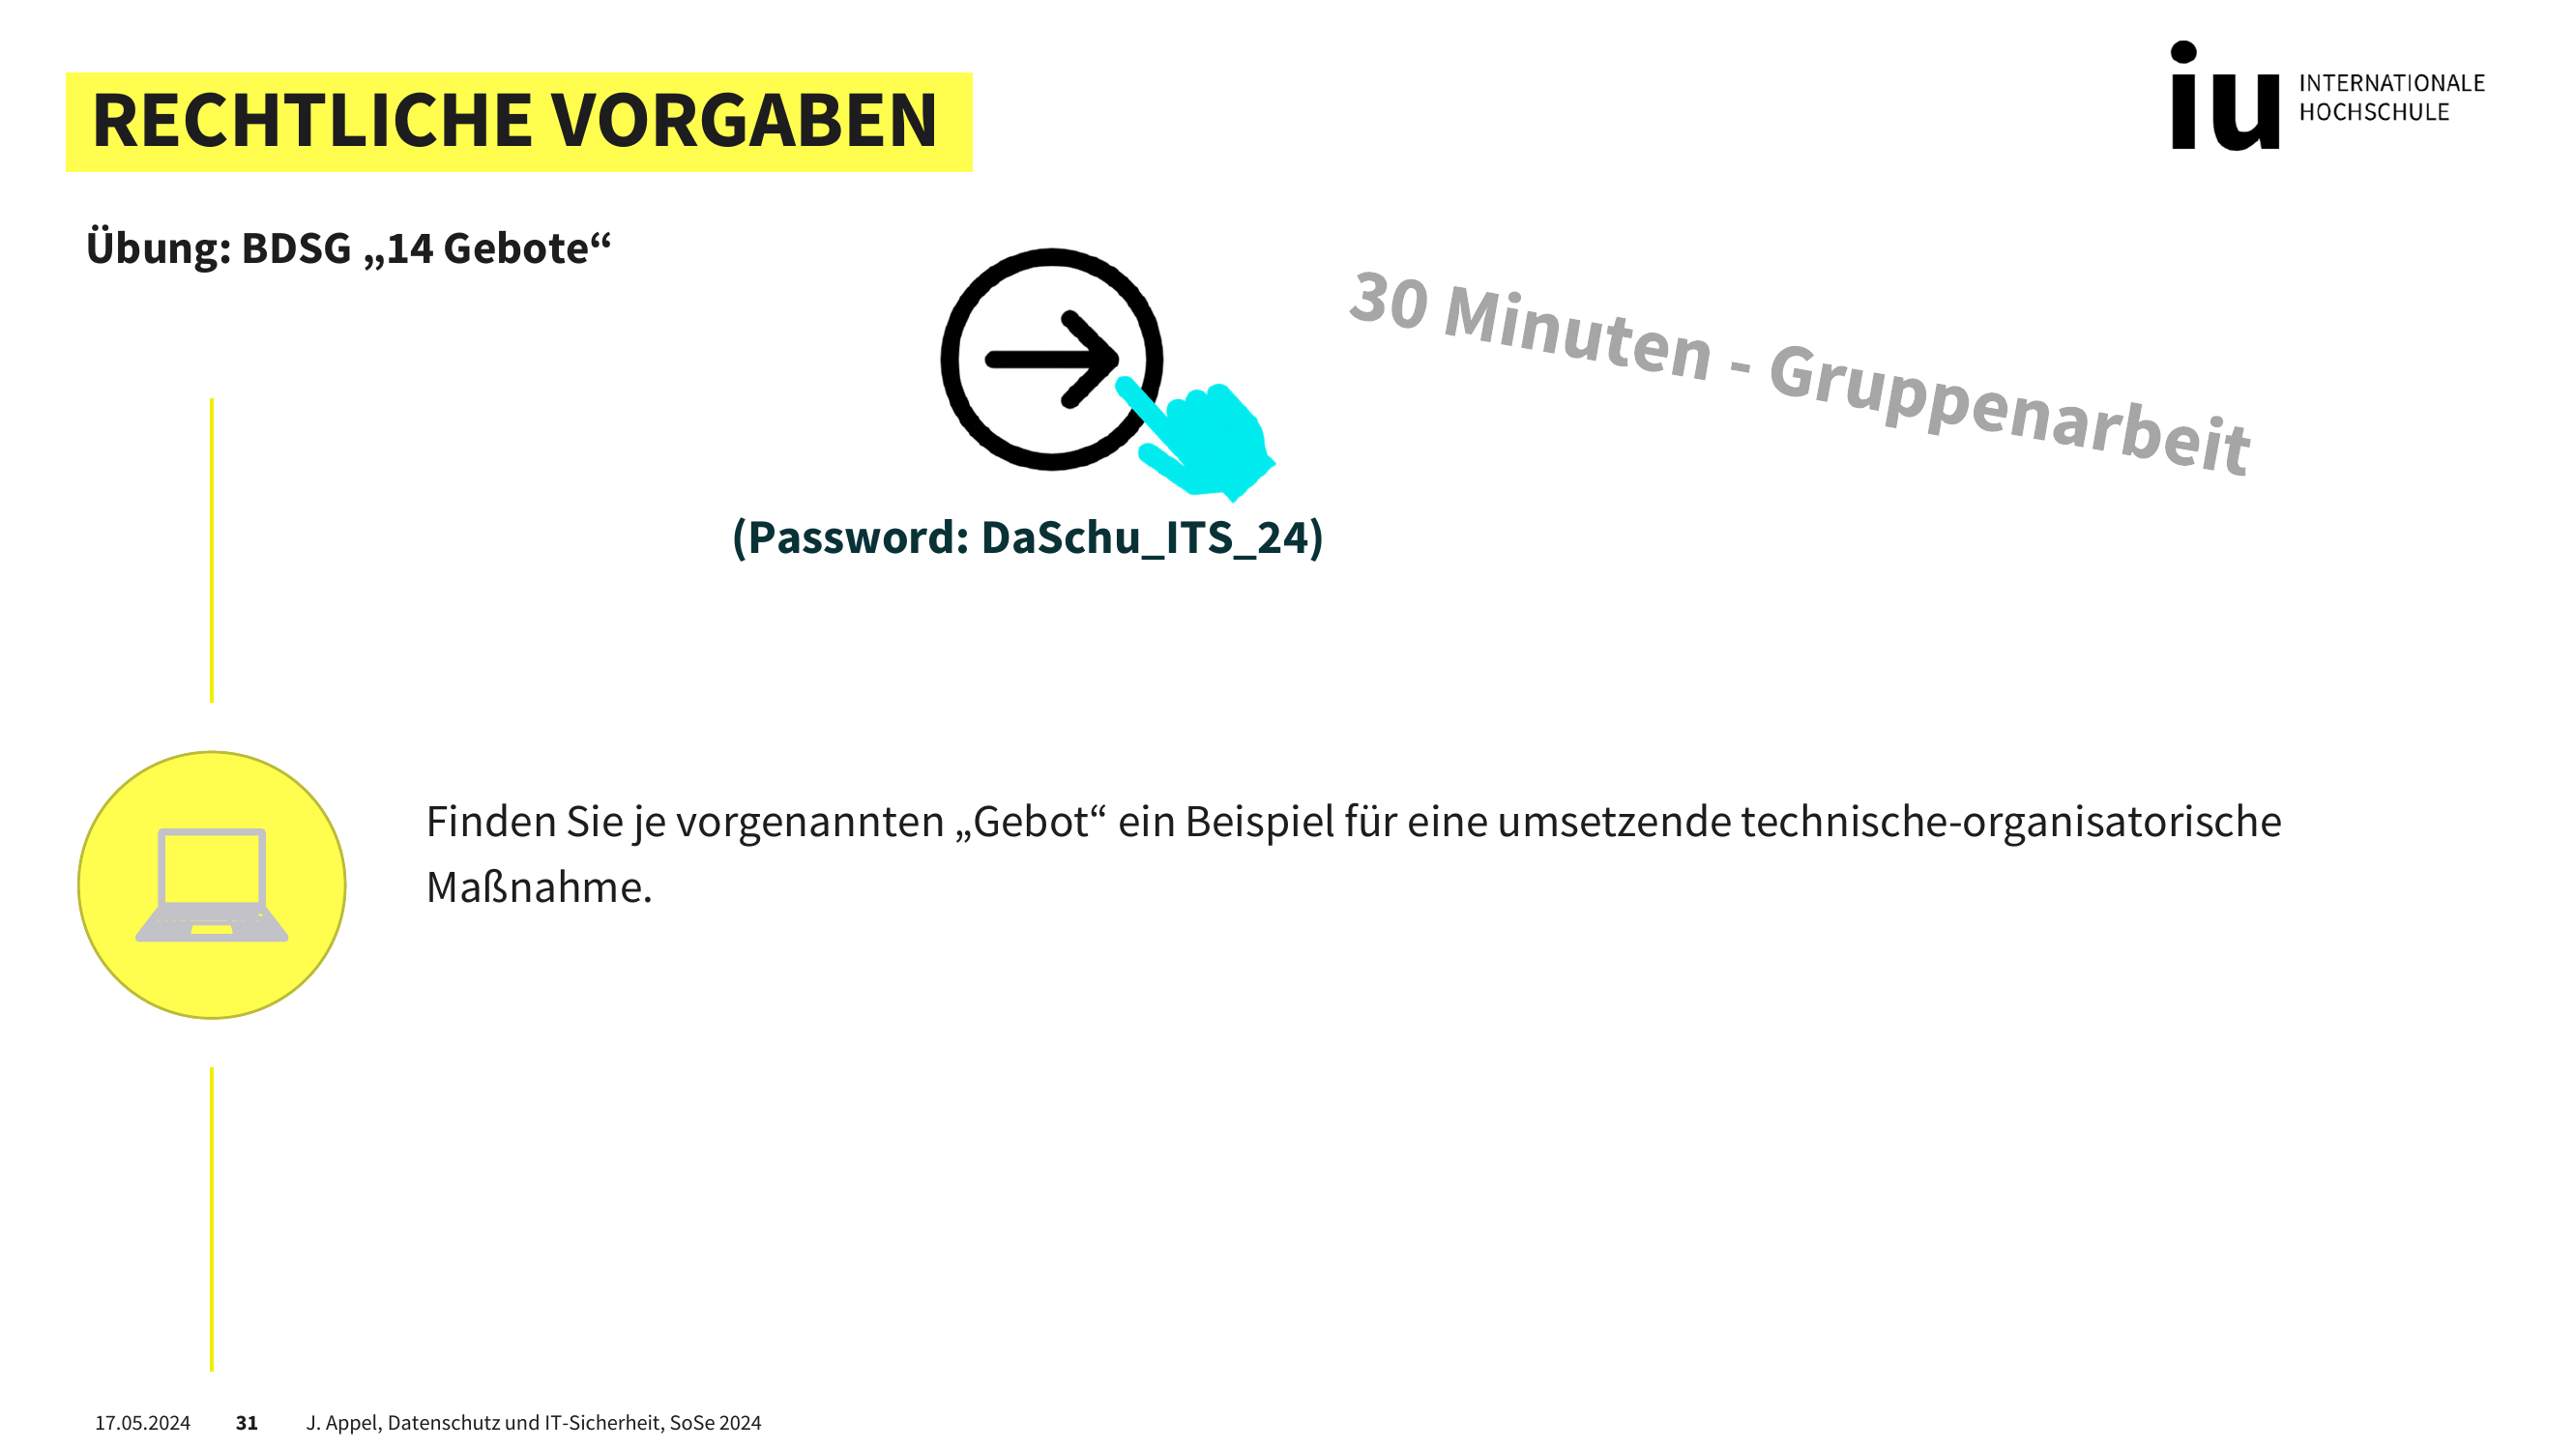 RECHTLICHE VORGABEN
iu INTERNATIONALE
HOCHSCHULE
Übung: BDSG „14 Gebote“
30 Minuten - Gruppenarbeit
(Password: DaSchu_ITS_24)
Finden Sie je vorgenannten „Gebot“ ein Beispiel für eine umsetzende technische-organisatorische
Maßnahme.
17.05.2024 31 J. Appel, Datenschutz und IT-Sicherheit, SoSe 2024